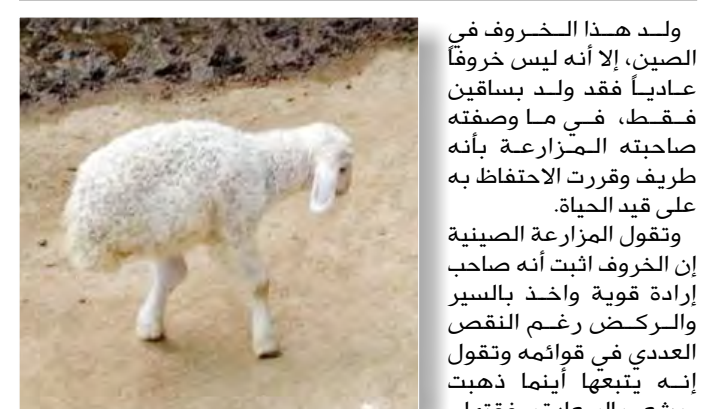 ولد هذا الخروف في
الصين، إلا أنه ليس خروفاً
عادياً فقد ولد بساقين
فقط، في ما وصفته
صاحبته المزارعة بأنه
طريف وقررت الاحتفاظ به
على قيد الحياة.
وتقول المزارعة الصينية
إن الخروف اثبت أنه صاحب
إرادة قوية واخذ بالسير
والركض رغم النقص
العددي في قوائمه وتقول
إنه يتبعها أينما ذهبت